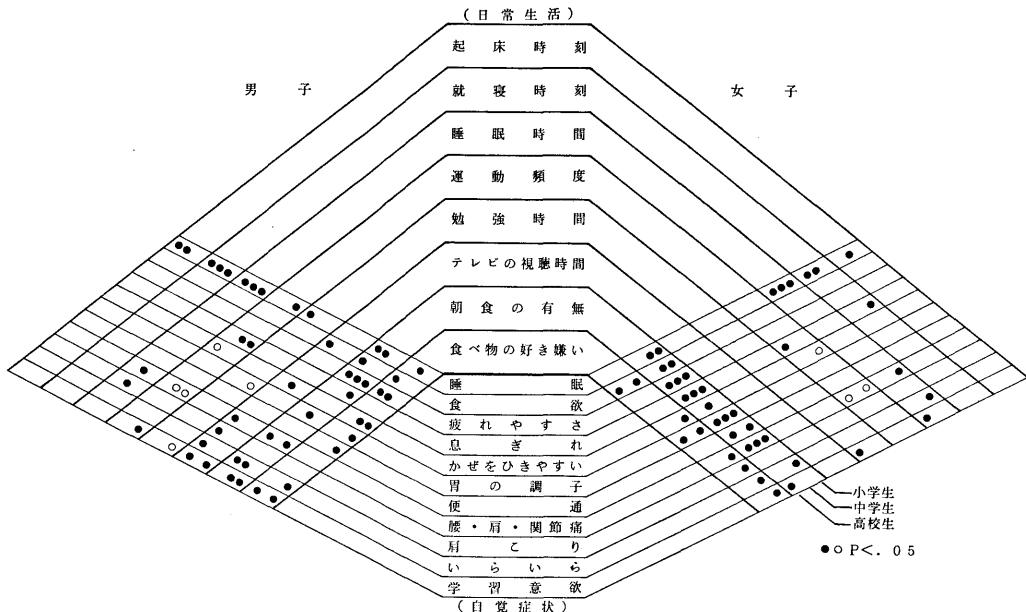 (日常生活)
起床時刻
男子
女子
就寝時刻
睡眠時間
運動頻度
勉強時間
テレビの視聴時間
朝食の有無
食べ物の好き嫌い
睡眠
食欲
疲れやすさ
息ぎれ
かぜをひきやすい
胃の調子
便通
腰・肩・関節痛
肩こり
いらいら
学習意欲
(自覚症状)
小学生
中学生
高校生
●○ P<.05